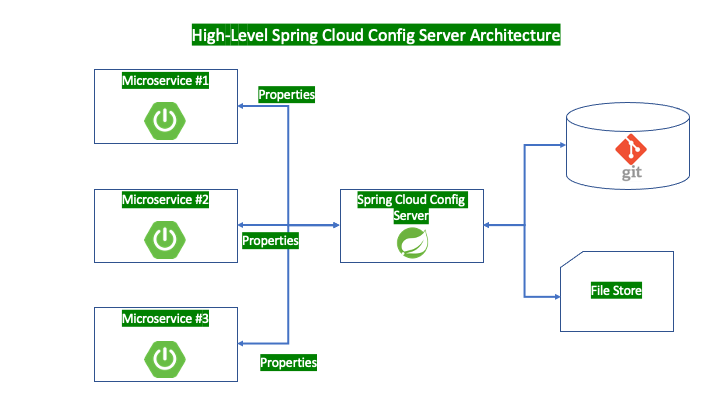 High-Level Spring Cloud Config Server Architecture
Microservice #1
Properties
git
Microservice #2
Spring Cloud Config
Server
Properties
File Store
Microservice #3
Properties